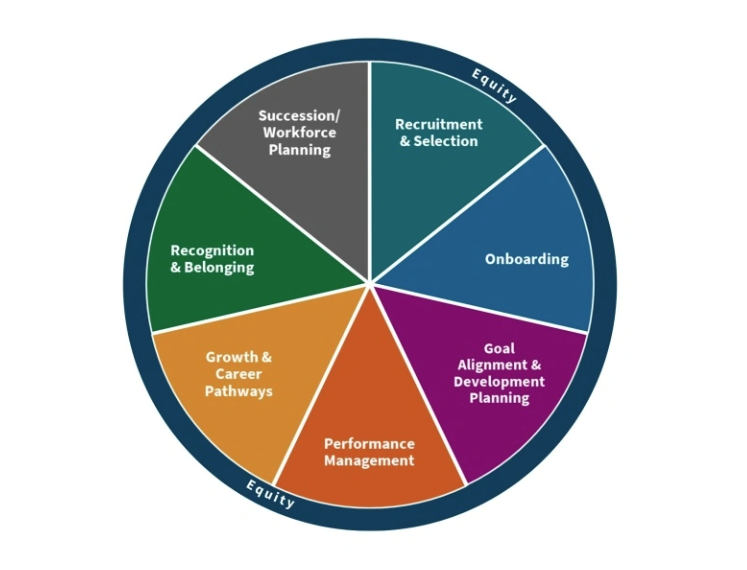 Equity
Recruitment
& Selection
Onboarding
Goal
Alignment &
Development
Planning
Performance
Management
Growth &
Career
Pathways
Recognition
& Belonging
Succession/
Workforce
Planning
Equity